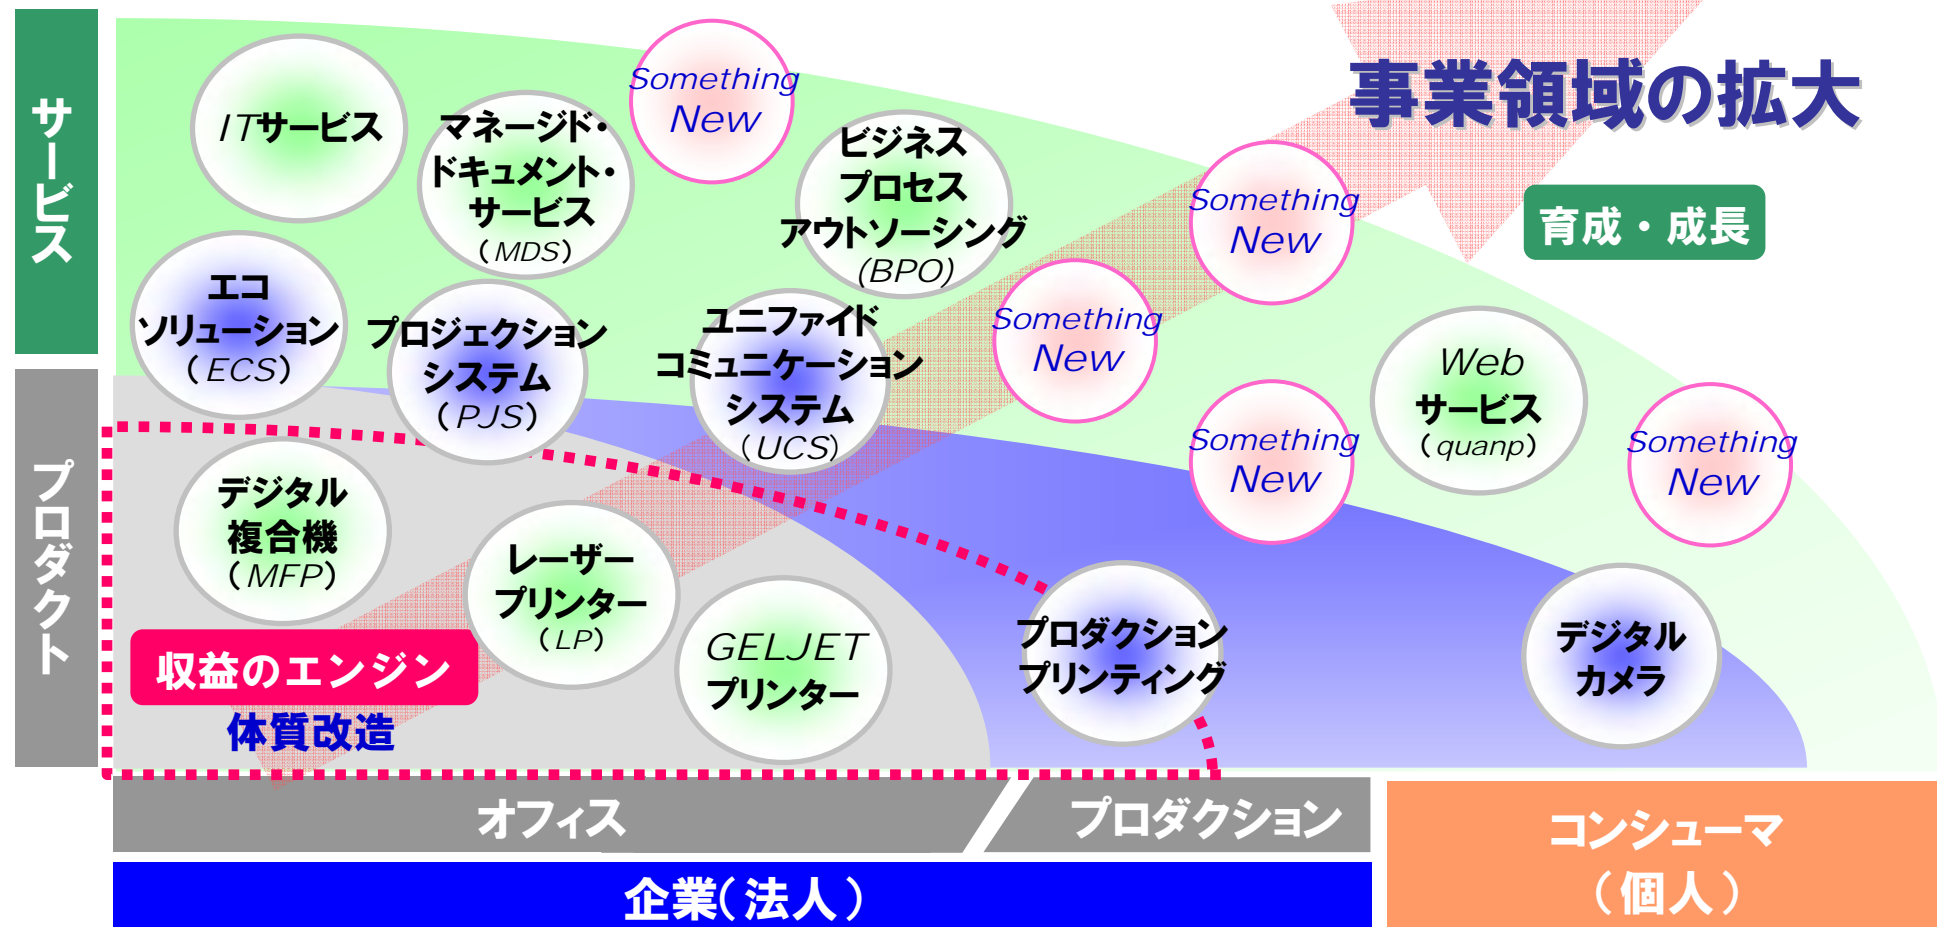 事業領域の拡大
育成・成長
サービス
プロダクト
ITサービス
マネージド・
ドキュメント・
サービス
(MDS)
Something
New
ビジネス
プロセス
アウトソーシング
(BPO)
Something
New
エコ
ソリューション
(ECS)
プロジェクション
システム
(PJS)
ユニファイド
コミュニケーション
システム
(UCS)
Something
New
Something
New
Web
サービス
(quanp)
Something
New
デジタル
複合機
(MFP)
レーザー
プリンター
(LP)
GELJET
プリンター
プロダクション
プリンティング
デジタル
カメラ
収益のエンジン
体質改造
オフィス
プロダクション
コンシューマ
(個人)
企業(法人)